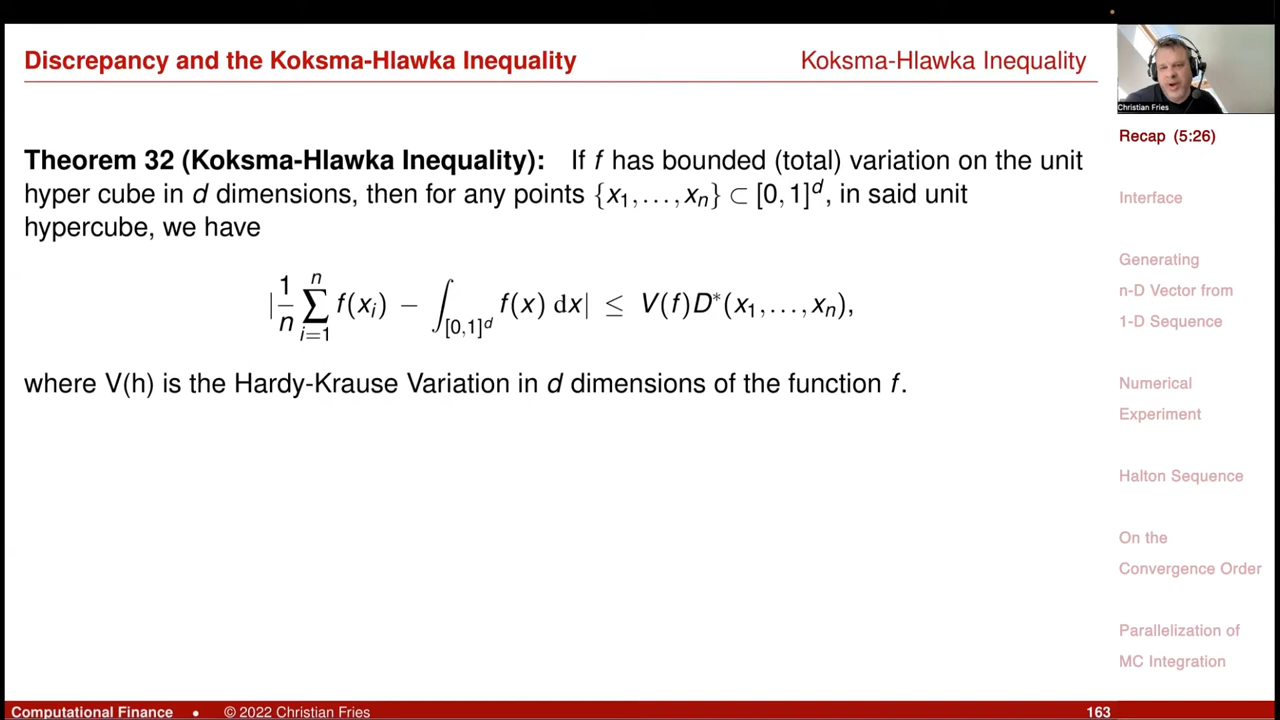 Discrepancy and the Koksma-Hlawka Inequality
Koksma-Hlawka Inequality
Theorem 32 (Koksma-Hlawka Inequality): If f has bounded (total) variation on the unit
hyper cube in d dimensions, then for any points {x₁, . . . , xₙ} ⊂ [0, 1]ᵈ, in said unit
hypercube, we have
|1/n ∑ⁿᵢ₌₁ f(xᵢ) − ∫_{[0,1]ᵈ} f(x) dx| ≤ V(f)D*(x₁, . . . , xₙ),
where V(h) is the Hardy-Krause Variation in d dimensions of the function f.
Christian Fries
Recap (5:26)
Interface
Generating
n-D Vector from
1-D Sequence
Numerical
Experiment
Halton Sequence
On the
Convergence Order
Parallelization of
MC Integration
Computational Finance • © 2022 Christian Fries
163